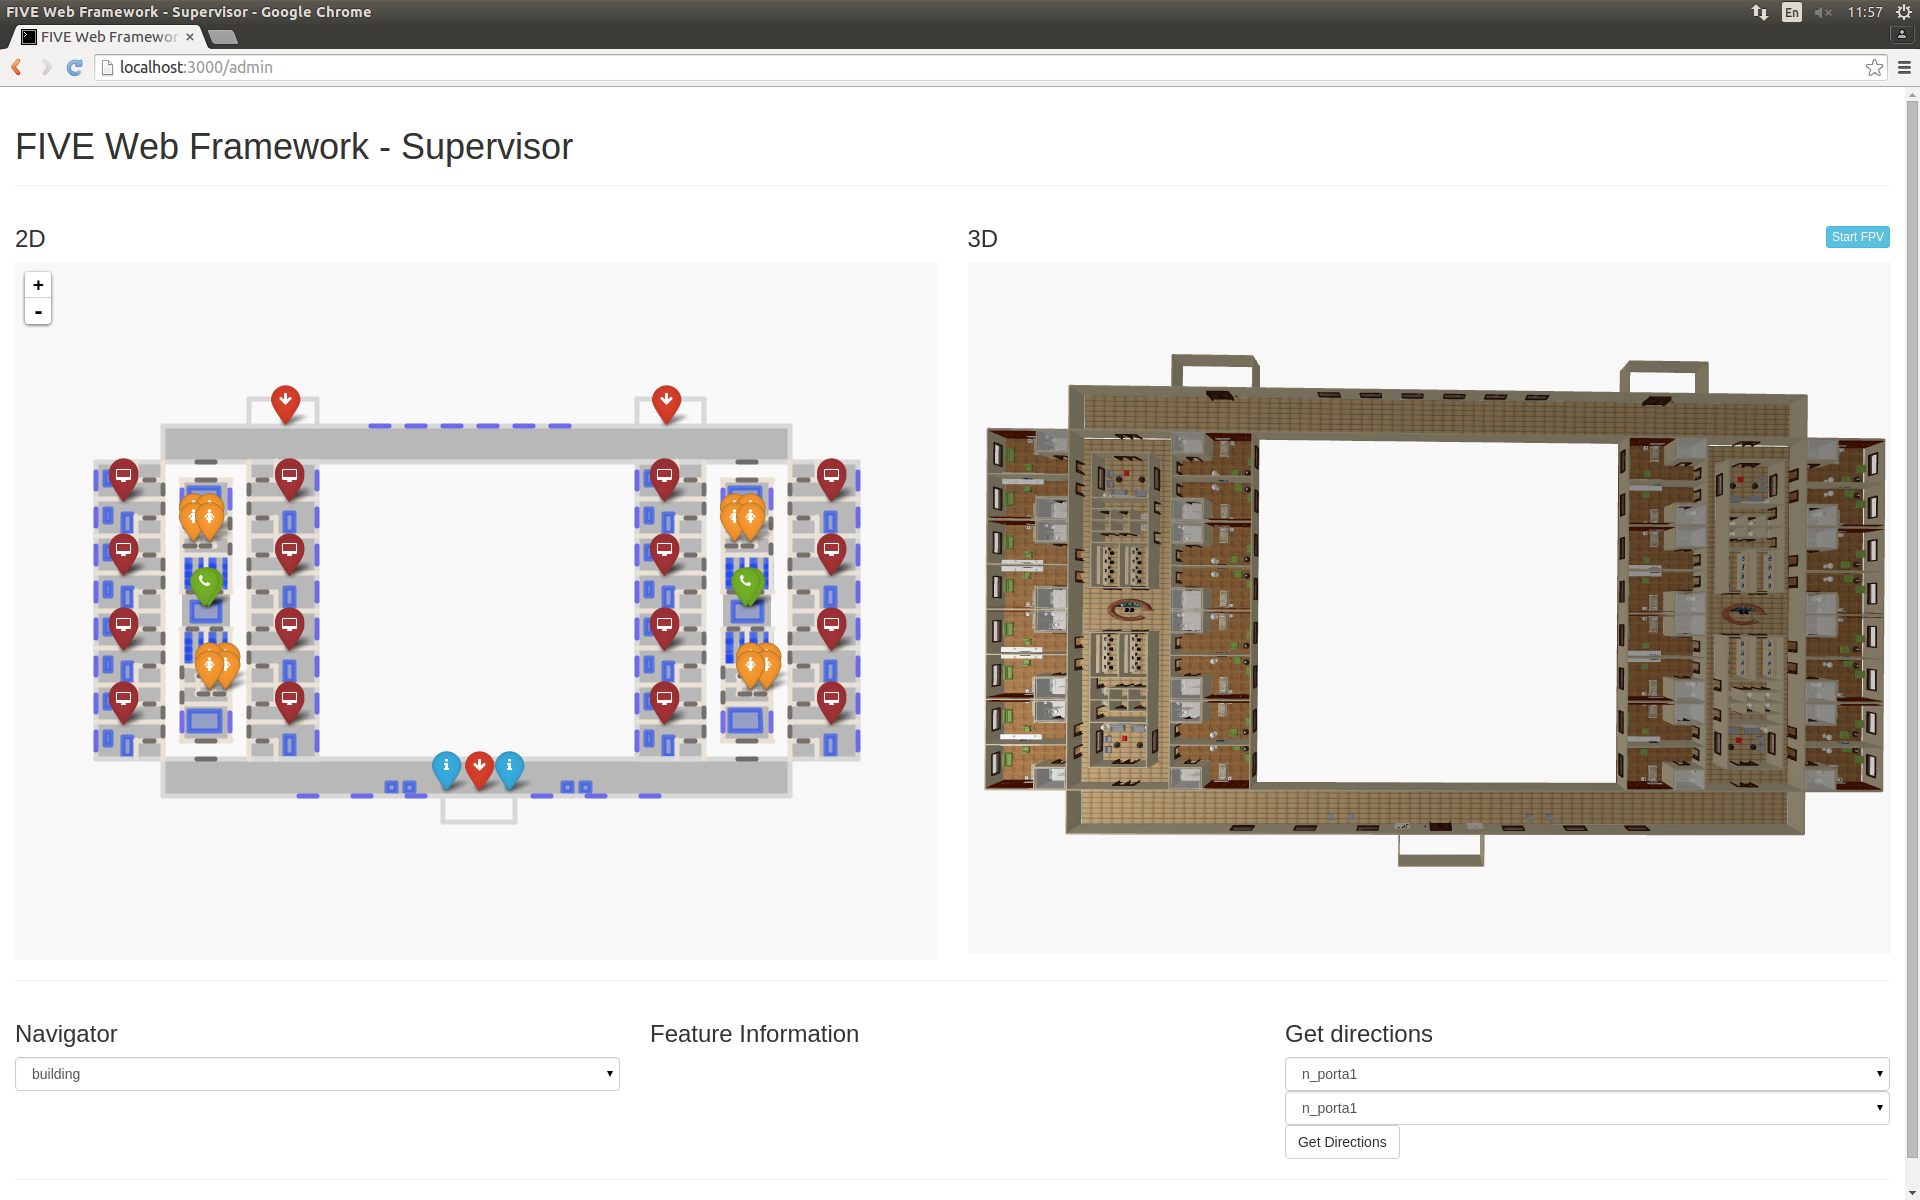 FIVE Web Framework - Supervisor - Google Chrome
En
11:57
FIVE Web Framewor
localhost:3000/admin
FIVE Web Framework - Supervisor
2D
3D
Start FPV
+
-
Navigator
Feature Information
Get directions
building
n_porta1
n_porta1
Get Directions